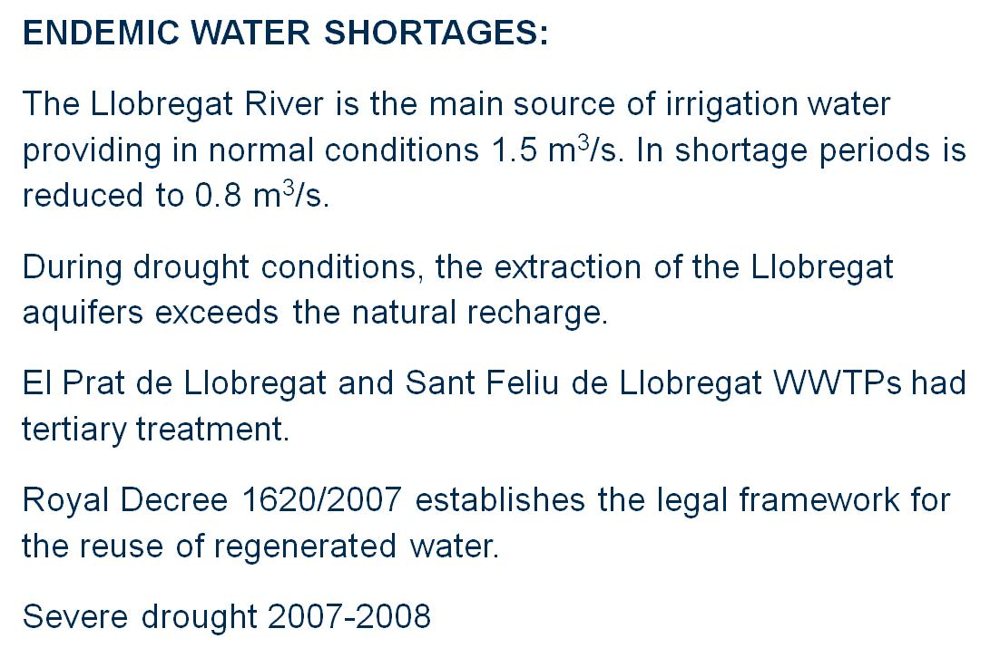 ENDEMIC WATER SHORTAGES:
The Llobregat River is the main source of irrigation water
providing in normal conditions 1.5 m³/s. In shortage periods is
reduced to 0.8 m³/s.
During drought conditions, the extraction of the Llobregat
aquifers exceeds the natural recharge.
El Prat de Llobregat and Sant Feliu de Llobregat WWTPs had
tertiary treatment.
Royal Decree 1620/2007 establishes the legal framework for
the reuse of regenerated water.
Severe drought 2007-2008